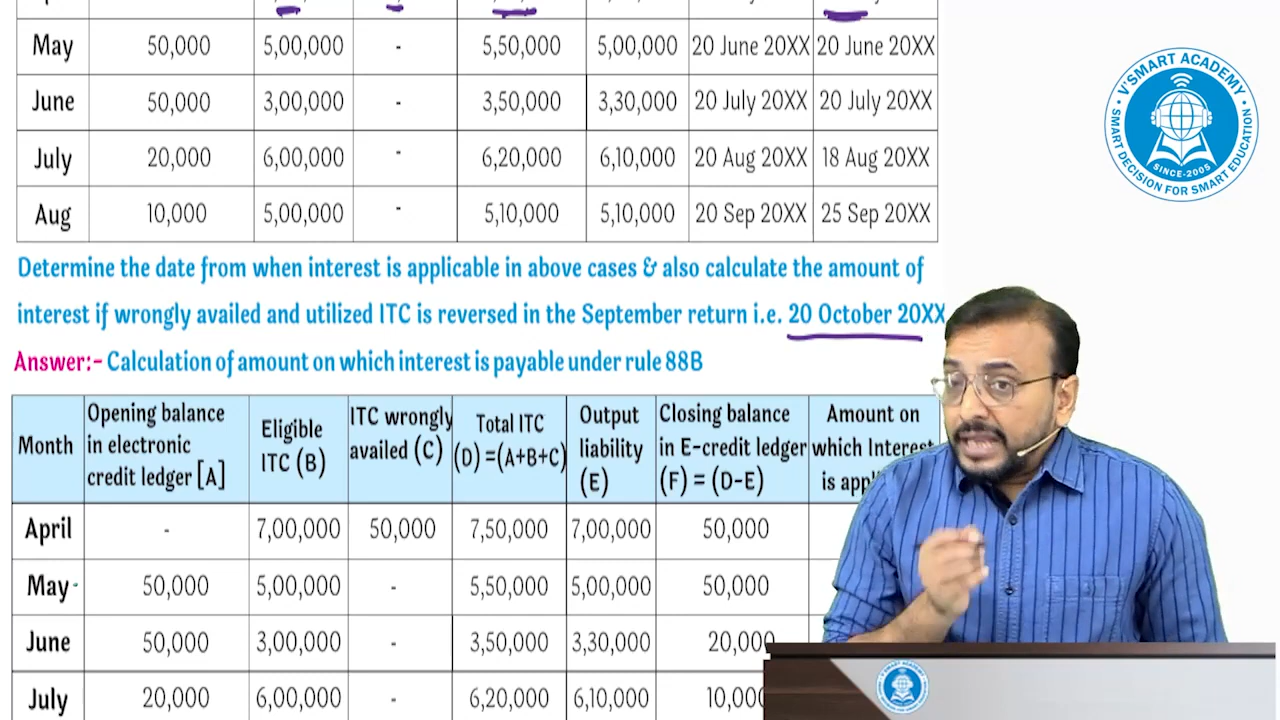 May 50,000 5,00,000 - 5,50,000 5,00,000 20 June 20XX 20 June 20XX
June 50,000 3,00,000 - 3,50,000 3,30,000 20 July 20XX 20 July 20XX
July 20,000 6,00,000 - 6,20,000 6,10,000 20 Aug 20XX 18 Aug 20XX
Aug 10,000 5,00,000 - 5,10,000 5,10,000 20 Sep 20XX 25 Sep 20XX
V'SMART ACADEMY
SINCE-2005
SMART DECISION FOR SMART EDUCATION
Determine the date from when interest is applicable in above cases & also calculate the amount of
interest if wrongly availed and utilized ITC is reversed in the September return i.e. 20 October 20XX
Answer:- Calculation of amount on which interest is payable under rule 88B
Month
Opening balance
in electronic
credit ledger [A]
Eligible
ITC (B)
ITC wrongly
availed (C)
Total ITC
(D) =(A+B+C)
Output
liability
(E)
Closing balance
in E-credit ledger
(F) = (D-E)
Amount on
which Interest
is
April - 7,00,000 50,000 7,50,000 7,00,000 50,000
May 50,000 5,00,000 - 5,50,000 5,00,000 50,000
June 50,000 3,00,000 - 3,50,000 3,30,000 20,000
July 20,000 6,00,000 - 6,20,000 6,10,000 10,000